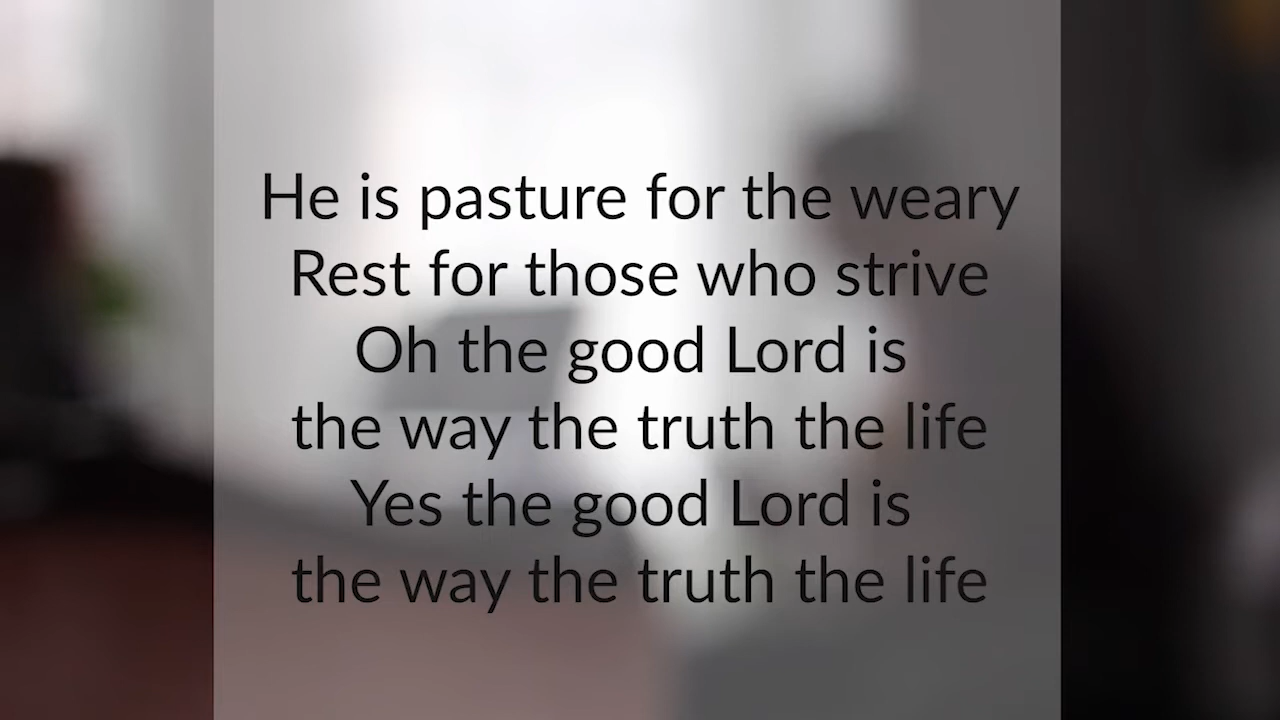 He is pasture for the weary
Rest for those who strive
Oh the good Lord is
the way the truth the life
Yes the good Lord is
the way the truth the life